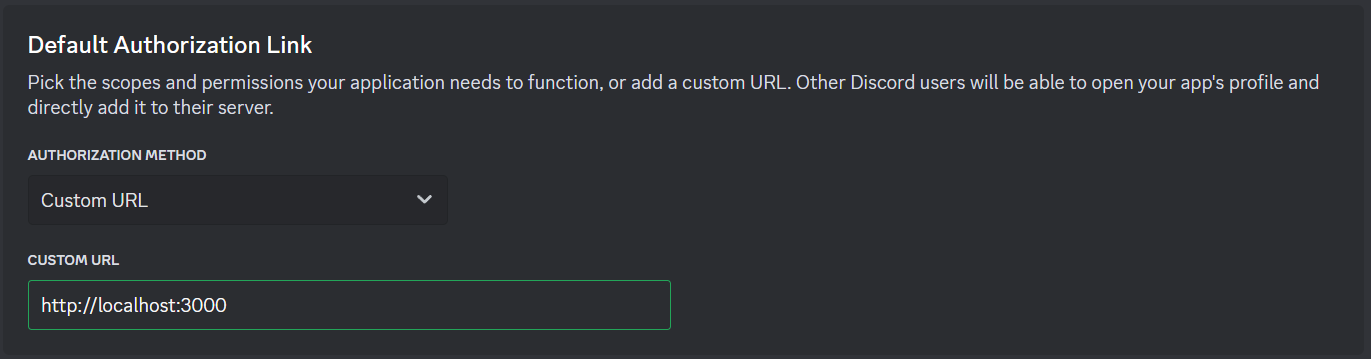 Default Authorization Link
Pick the scopes and permissions your application needs to function, or add a custom URL. Other Discord users will be able to open your app's profile and
directly add it to their server.
AUTHORIZATION METHOD
Custom URL
CUSTOM URL
http://localhost:3000